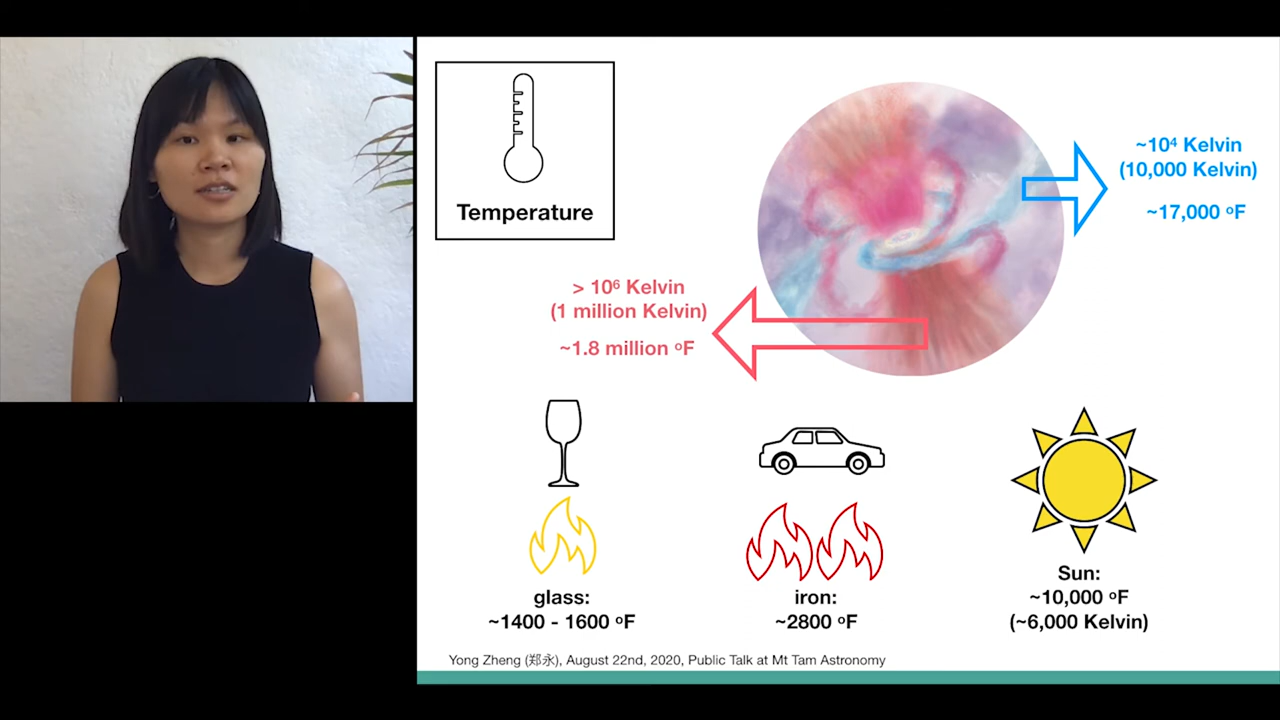 Temperature
~10⁴ Kelvin
(10,000 Kelvin)
~17,000 ºF
> 10⁶ Kelvin
(1 million Kelvin)
~1.8 million ºF
glass:
~1400 - 1600 ºF
iron:
~2800 ºF
Sun:
~10,000 ºF
(~6,000 Kelvin)
Yong Zheng (郑永), August 22nd, 2020, Public Talk at Mt Tam Astronomy